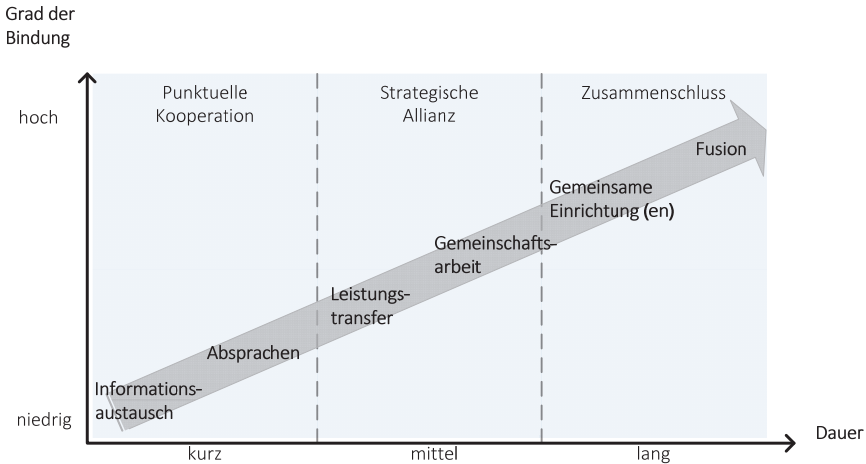 Grad der
Bindung
Punktuelle
Kooperation
Strategische
Allianz
Zusammenschluss
hoch
Fusion
Gemeinsame
Einrichtung (en)
Gemeinschafts-
arbeit
Leistungs-
transfer
Absprachen
Informations-
austausch
niedrig
Dauer
kurz
mittel
lang